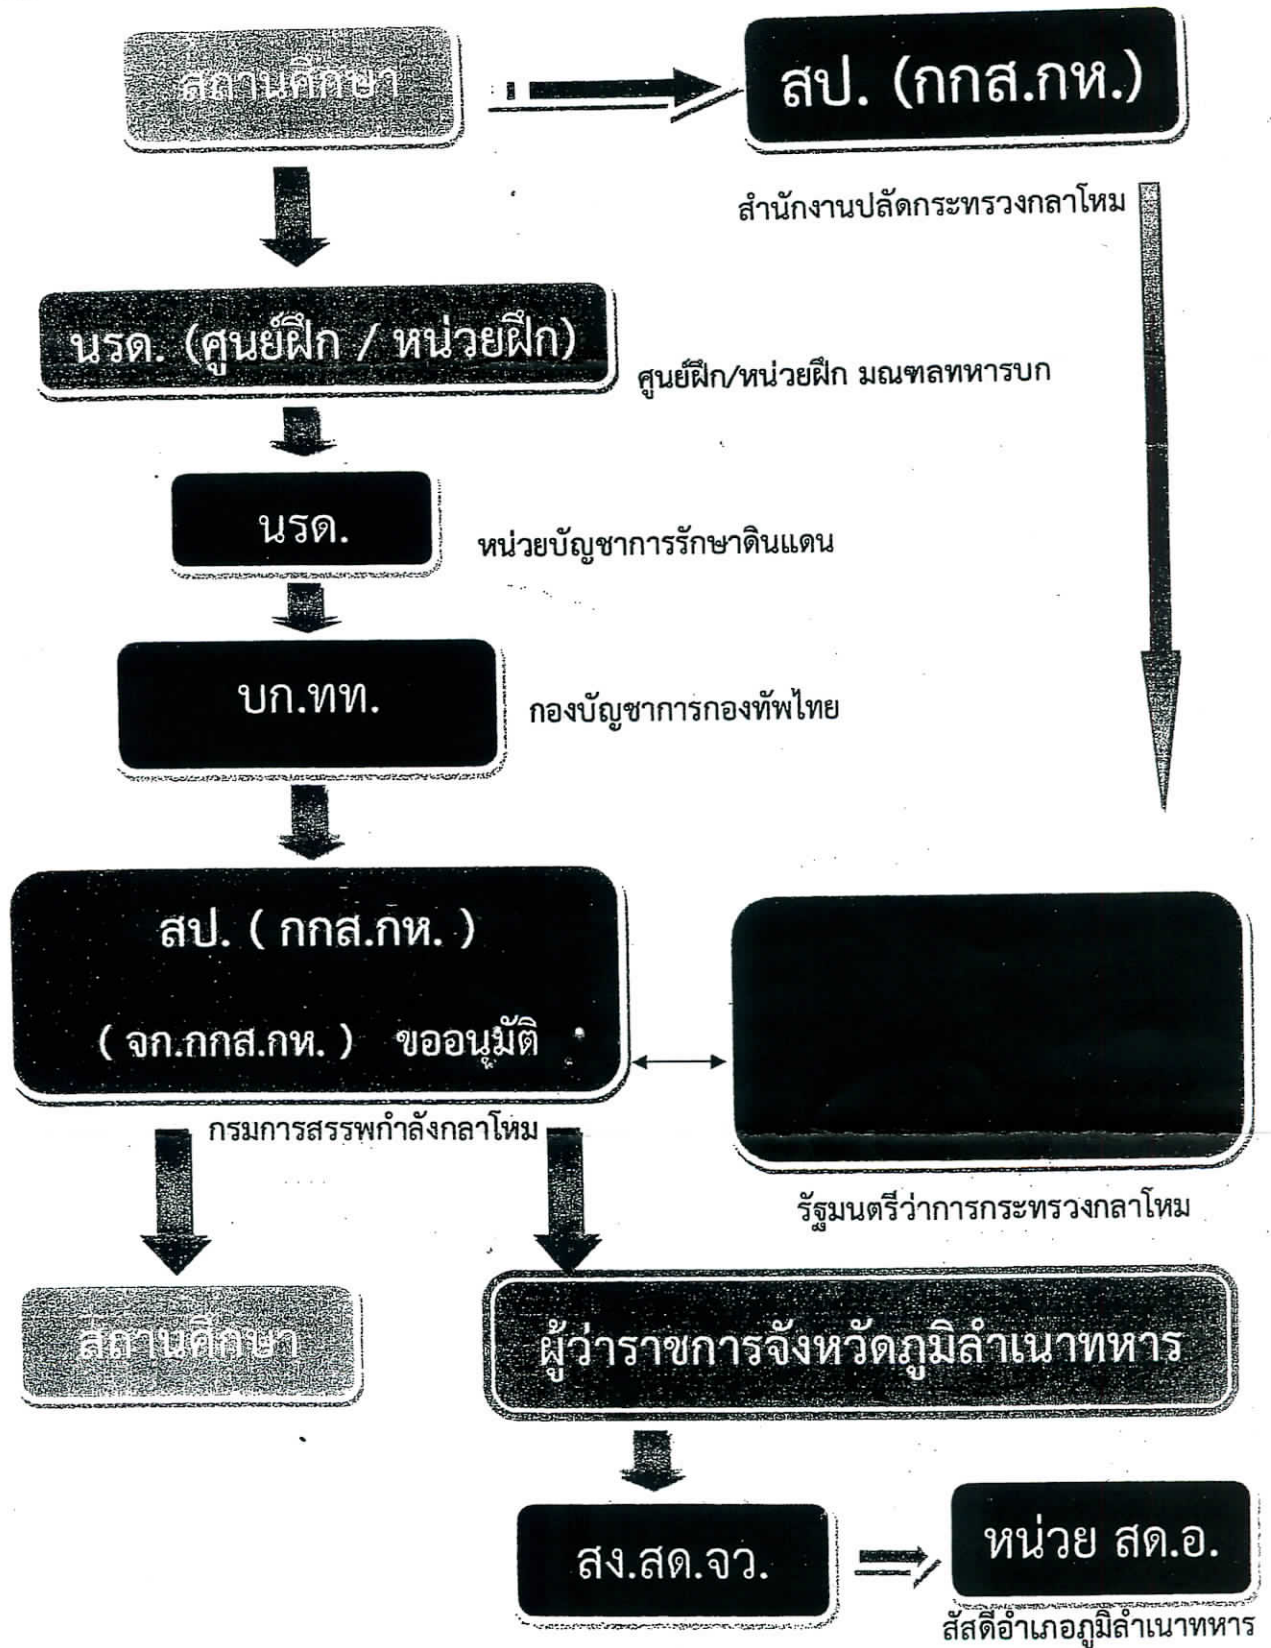 สถานศึกษา
สป. (กกส.กห.)
สำนักงานปลัดกระทรวงกลาโหม
นรด. (ศูนย์ฝึก / หน่วยฝึก)
ศูนย์ฝึก/หน่วยฝึก มณฑลทหารบก
นรด.
หน่วยบัญชาการรักษาดินแดน
บก.ทท.
กองบัญชาการกองทัพไทย
สป. ( กกส.กห. )
( จก.กกส.กห. ) ขออนุมัติ
กรมการสรรพกำลังกลาโหม
รัฐมนตรีว่าการกระทรวงกลาโหม
สถานศึกษา
ผู้ว่าราชการจังหวัดภูมิลำเนาทหาร
สง.สด.จว.
หน่วย สด.อ.
สัสดีอำเภอภูมิลำเนาทหาร